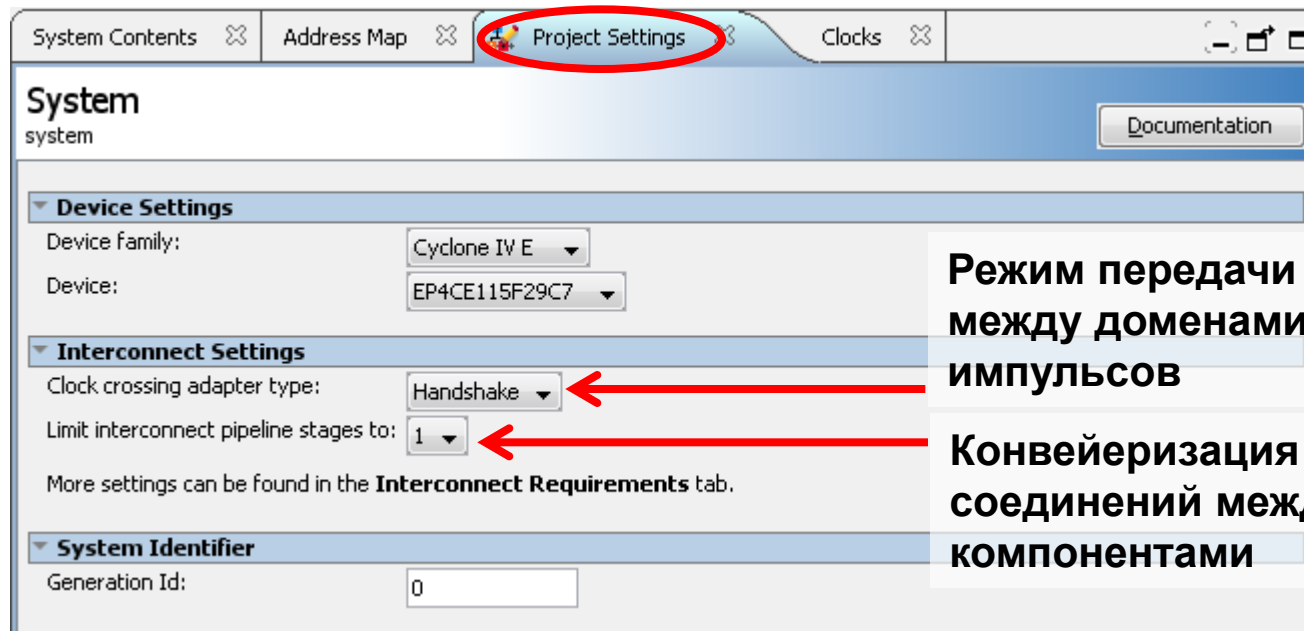 System Contents
Address Map
Project Settings
Clocks
System
system
Documentation
Device Settings
Device family:
Cyclone IV E
Device:
EP4CE115F29C7
Interconnect Settings
Clock crossing adapter type:
Handshake
Limit interconnect pipeline stages to:
1
More settings can be found in the Interconnect Requirements tab.
System Identifier
Generation Id:
0
Режим передачи
между доменами
импульсов
Конвейеризация
соединений
компонентами